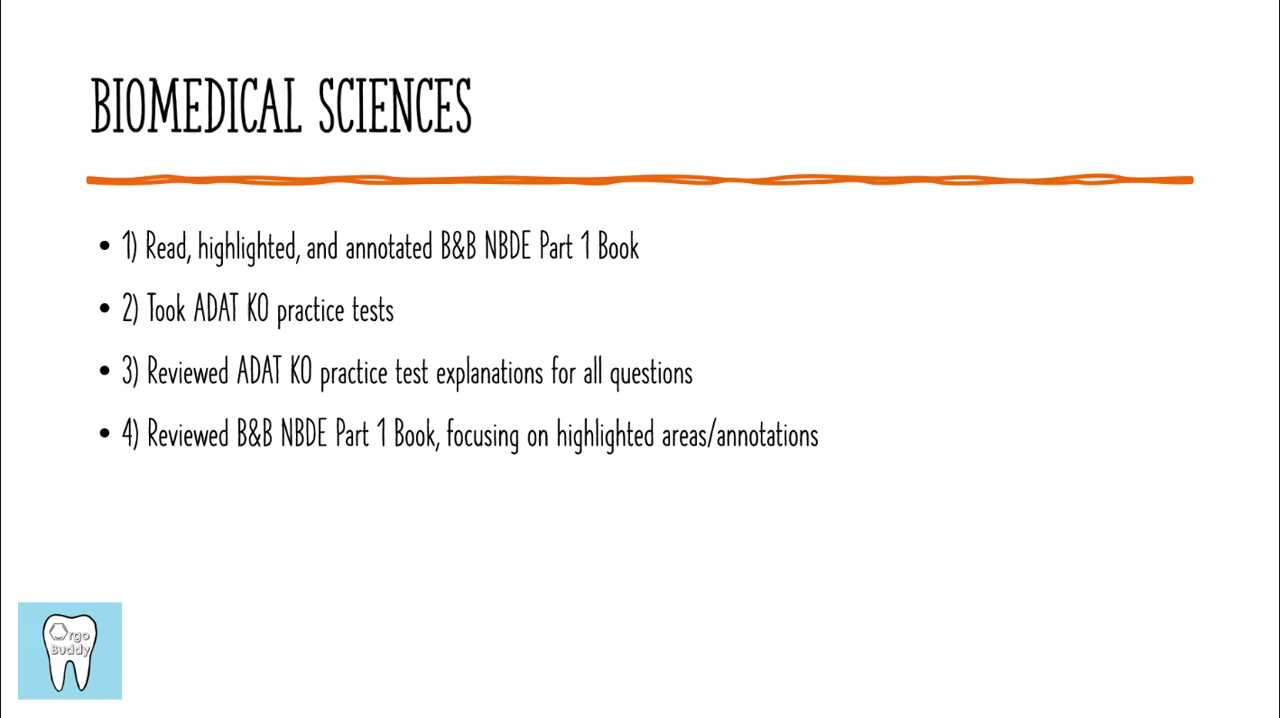 BIOMEDICAL SCIENCES
• 1) Read, highlighted, and annotated B&B NBDE Part 1 Book
• 2) Took ADAT KO practice tests
• 3) Reviewed ADAT KO practice test explanations for all questions
• 4) Reviewed B&B NBDE Part 1 Book, focusing on highlighted areas/annotations
rgo
Buddy